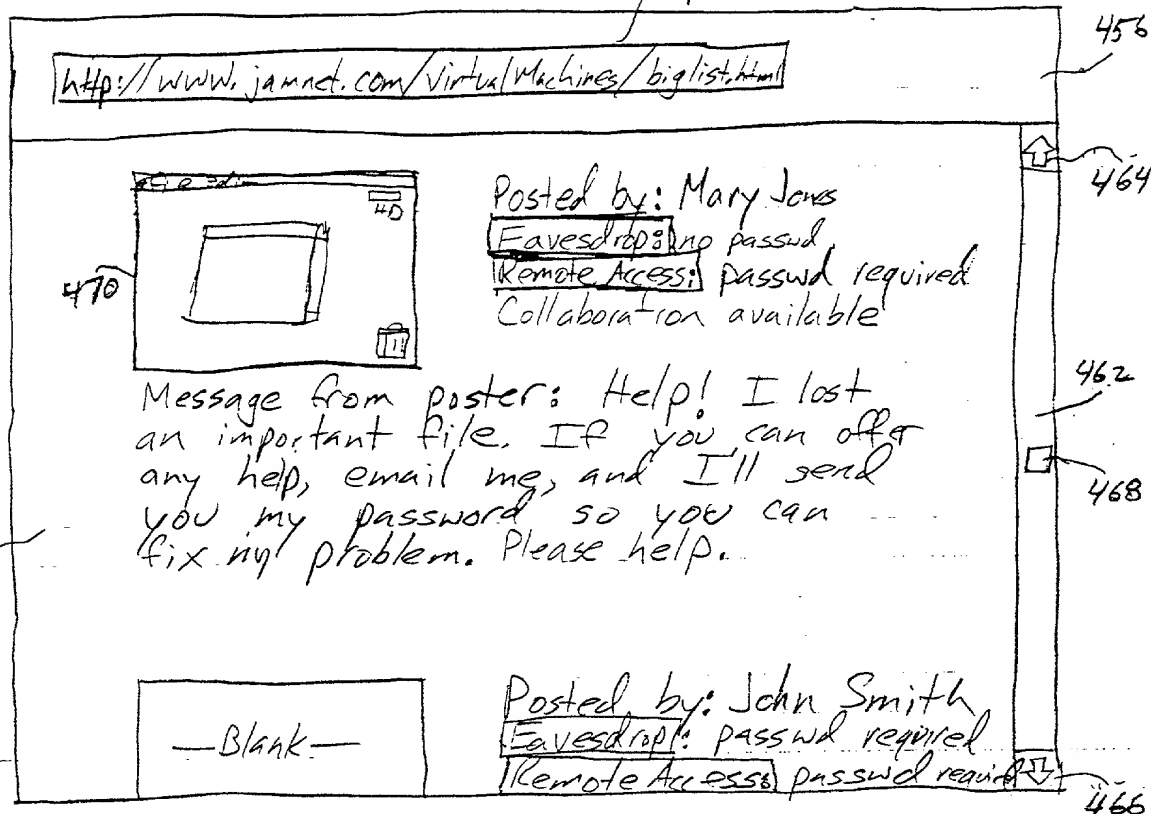 456
http://www.jamnet.com/VirtualMachines/biglist.html
464
HD
Posted by: Mary Jones
Eavesdrop: no passwd
Remote Access: passwd required
Collaboration available
470
Message from poster: Help! I lost
an important file. If you can offer
any help, email me, and I'll send
you my password so you can
fix my problem. Please help.
462
468
—Blank—
Posted by: John Smith
Eavesdrop: passwd required
Remote Access: passwd required
466